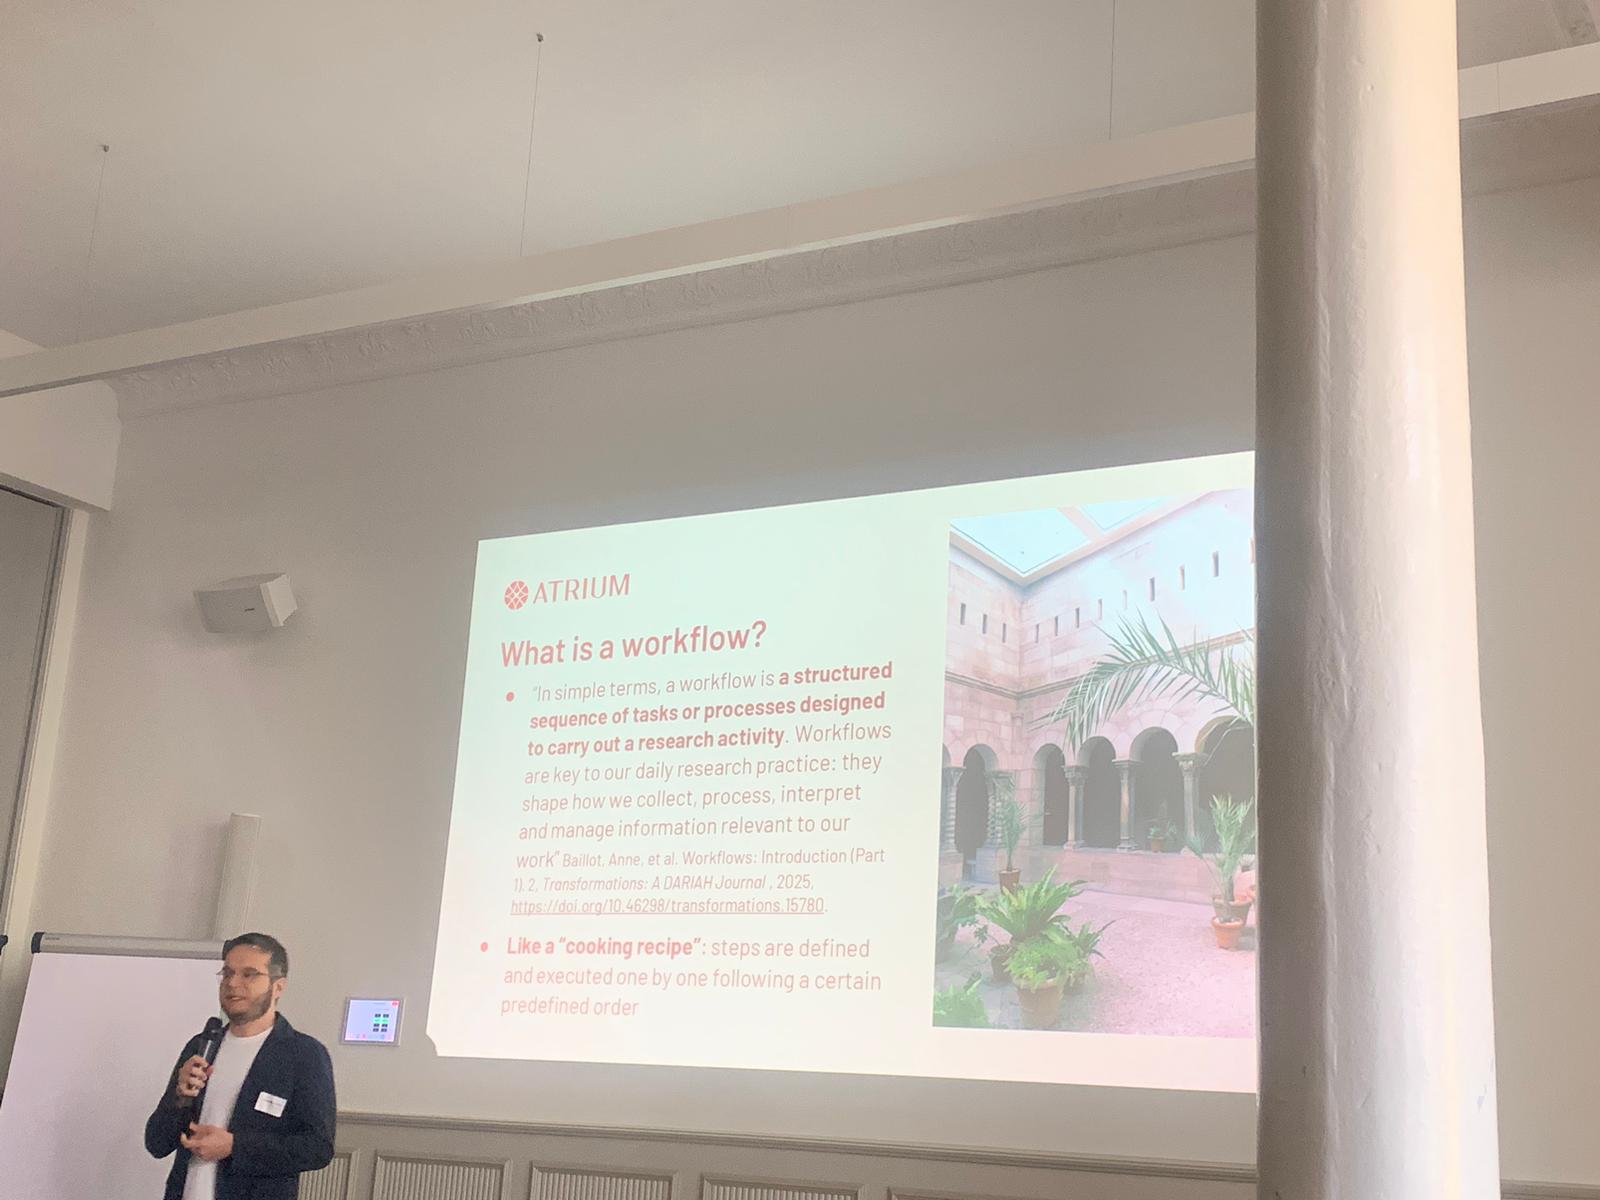 ATRIUM
What is a workflow?
● "In simple terms, a workflow is a structured
sequence of tasks or processes designed
to carry out a research activity. Workflows
are key to our daily research practice: they
shape how we collect, process, interpret
and manage information relevant to our
work" Baillot, Anne, et al. Workflows: Introduction (Part
1). 2, Transformations: A DARIAH Journal , 2025,
https://doi.org/10.46298/transformations.15780.
● Like a "cooking recipe": steps are defined
and executed one by one following a certain
predefined order